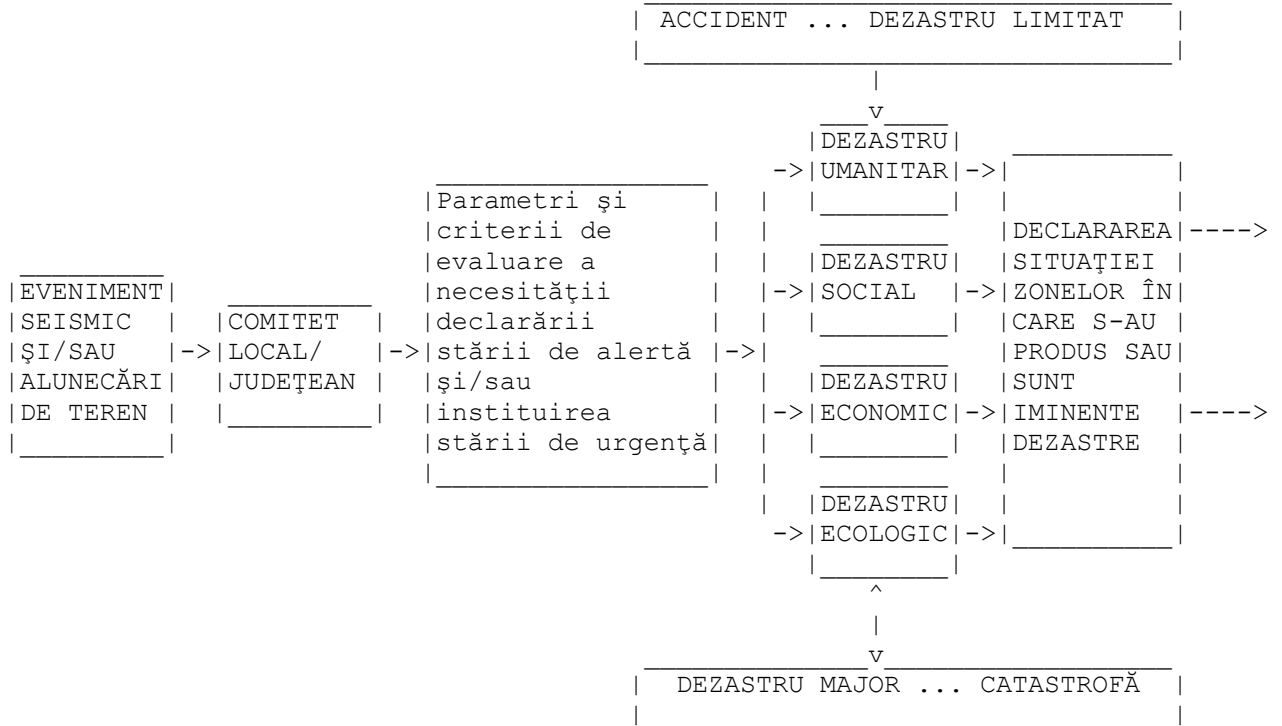 ACCIDENT ... DEZASTRU LIMITAT
DEZASTRU
UMANITAR
Parametri şi
criterii de
evaluare a
necesităţii
declarării
stării de alertă
şi/sau
instituirea
stării de urgenţă
DEZASTRU
SOCIAL
DECLARAREA
SITUAŢIEI
ZONELOR ÎN
CARE S-AU
PRODUS SAU
SUNT
IMINENTE
DEZASTRE
EVENIMENT
SEISMIC
ŞI/SAU
ALUNECĂRI
DE TEREN
COMITET
LOCAL/
JUDEŢEAN
DEZASTRU
ECONOMIC
DEZASTRU
ECOLOGIC
DEZASTRU MAJOR ... CATASTROFĂ